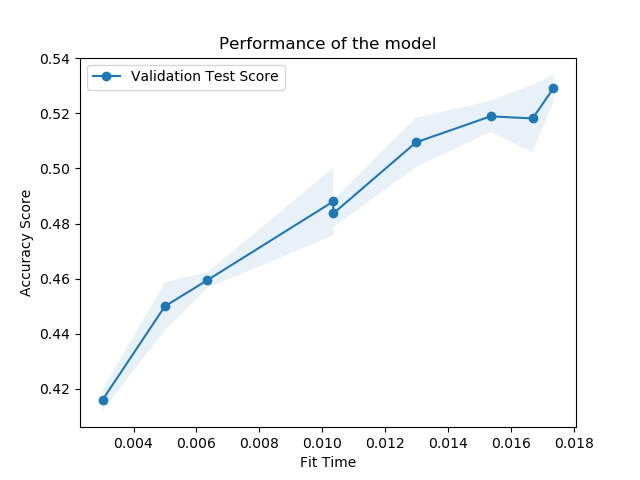 Performance of the model
Validation Test Score
Accuracy Score
0.54
0.52
0.50
0.48
0.46
0.44
0.42
0.004 0.006 0.008 0.010 0.012 0.014 0.016 0.018
Fit Time